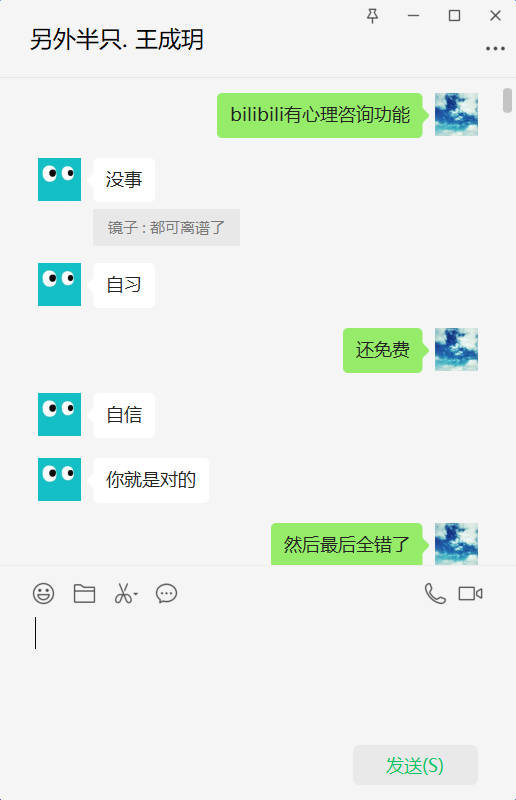 另外半只. 王成玥
bilibili有心理咨询功能
没事
镜子 : 都可离谱了
自习
还免费
自信
你就是对的
然后最后全错了
发送(S)